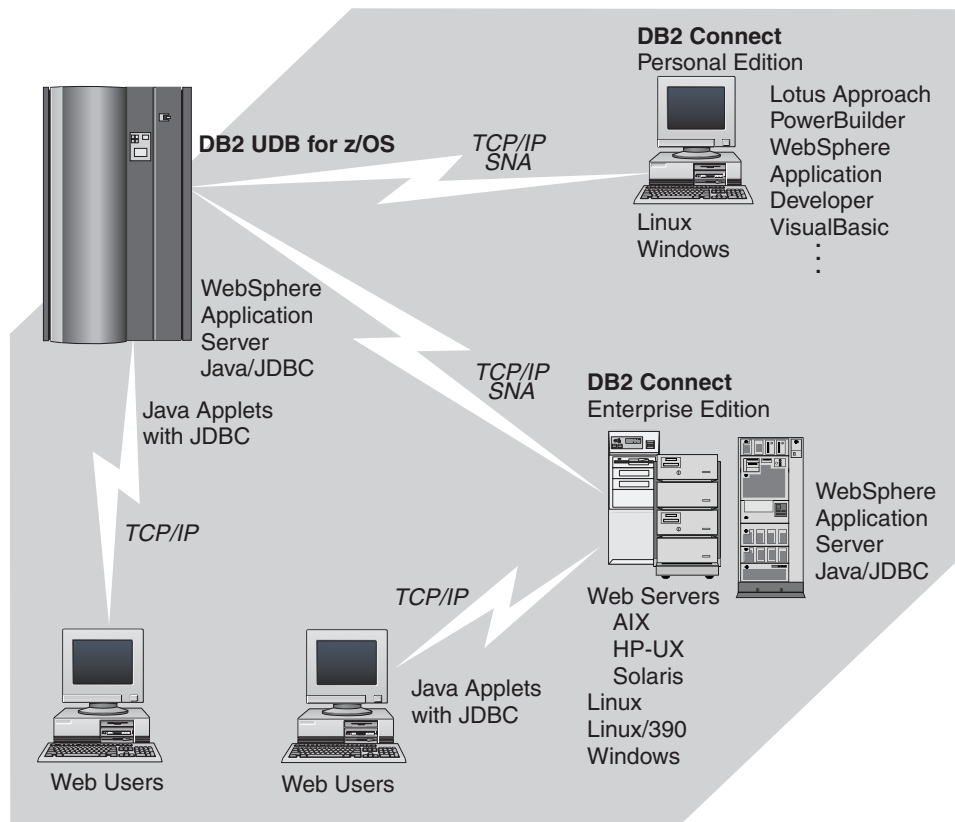 DB2 Connect
Personal Edition
Lotus Approach
PowerBuilder
WebSphere
Application
Developer
VisualBasic
.
.
.
Linux
Windows
DB2 UDB for z/OS
TCP/IP
SNA
WebSphere
Application
Server
Java/JDBC
TCP/IP
SNA
DB2 Connect
Enterprise Edition
Java Applets
with JDBC
WebSphere
Application
Server
Java/JDBC
TCP/IP
TCP/IP
Web Servers
AIX
HP-UX
Solaris
Linux
Linux/390
Windows
Java Applets
with JDBC
Web Users
Web Users